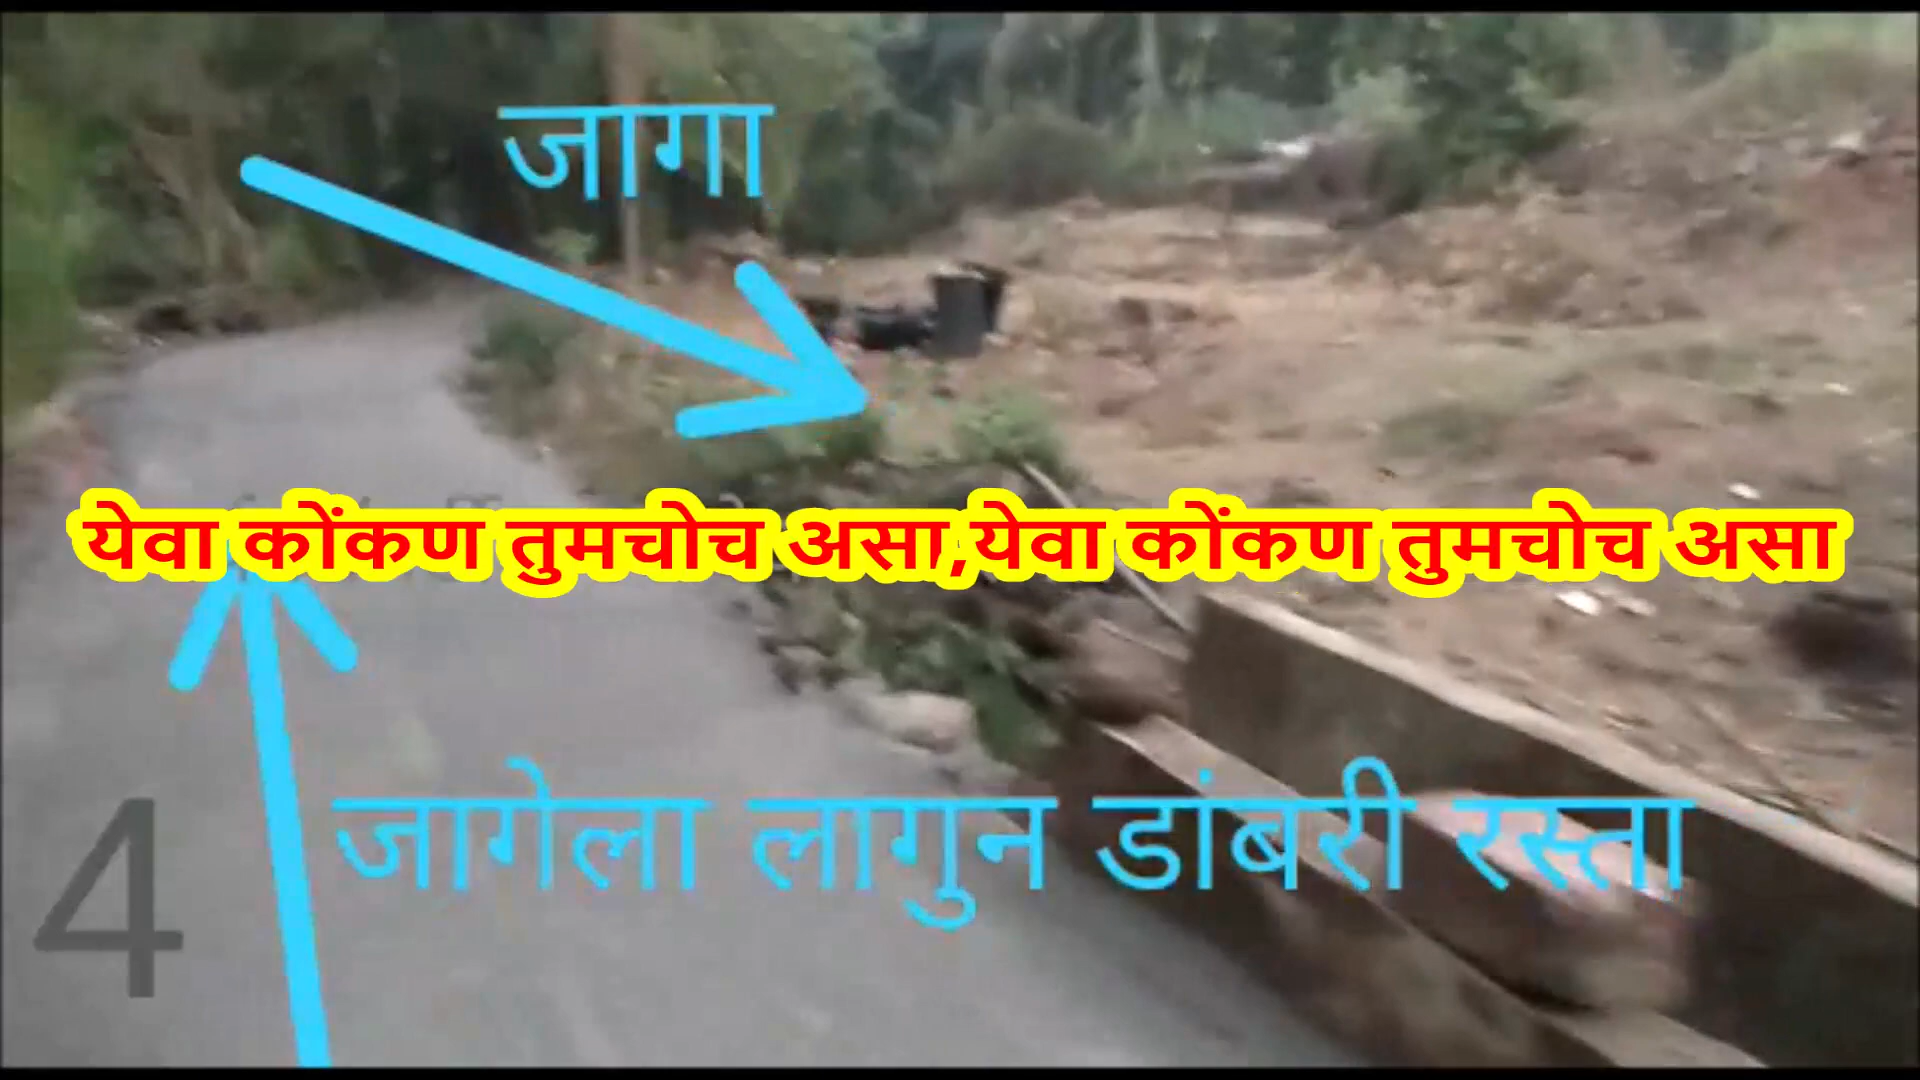 जागा
येवा कोंकण तुमचोच असा,येवा कोंकण तुमचोच असा
जागेला लागुन डांबरी रस्ता
4